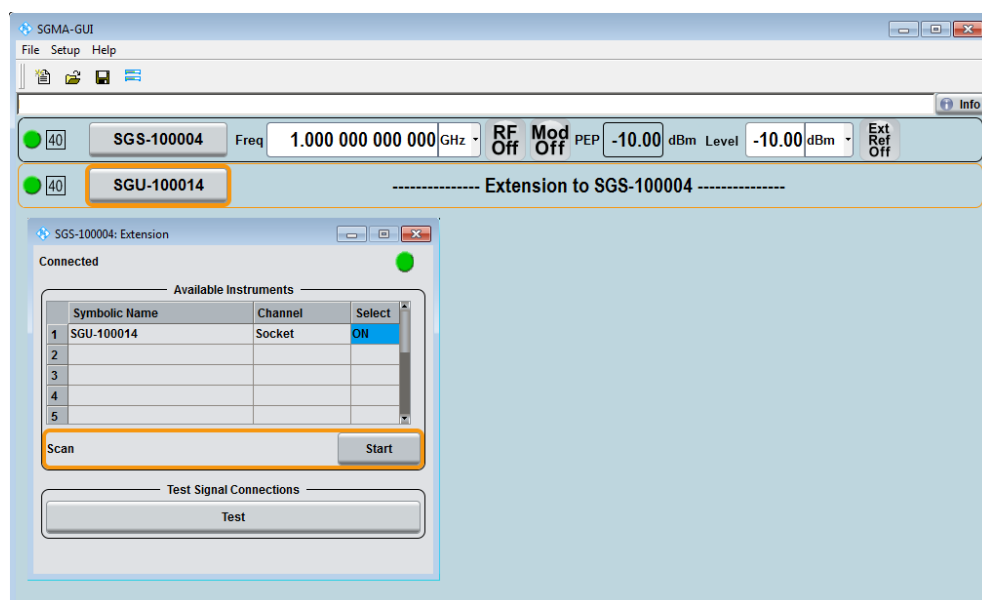 SGMA-GUI
File Setup Help
Info
40 SGS-100004 Freq 1.000 000 000 000 GHz RF Off Mod Off PEP -10.00 dBm Level -10.00 dBm Ext Ref Off
40 SGU-100014 --------------- Extension to SGS-100004 ---------------
SGS-100004: Extension
Connected
Available Instruments
Symbolic Name Channel Select
1 SGU-100014 Socket ON
2
3
4
5
Scan Start
Test Signal Connections
Test